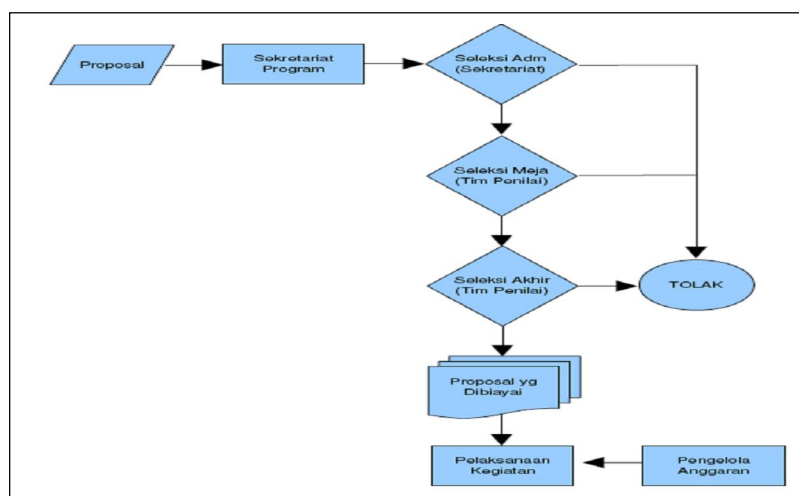 Proposal
Sekretariat
Program
Seleksi Adm
(Sekretariat)
Seleksi Meja
(Tim Penilai)
Seleksi Akhir
(Tim Penilai)
TOLAK
Proposal yg
Dibiayai
Pelaksanaan
Kegiatan
Pengelola
Anggaran